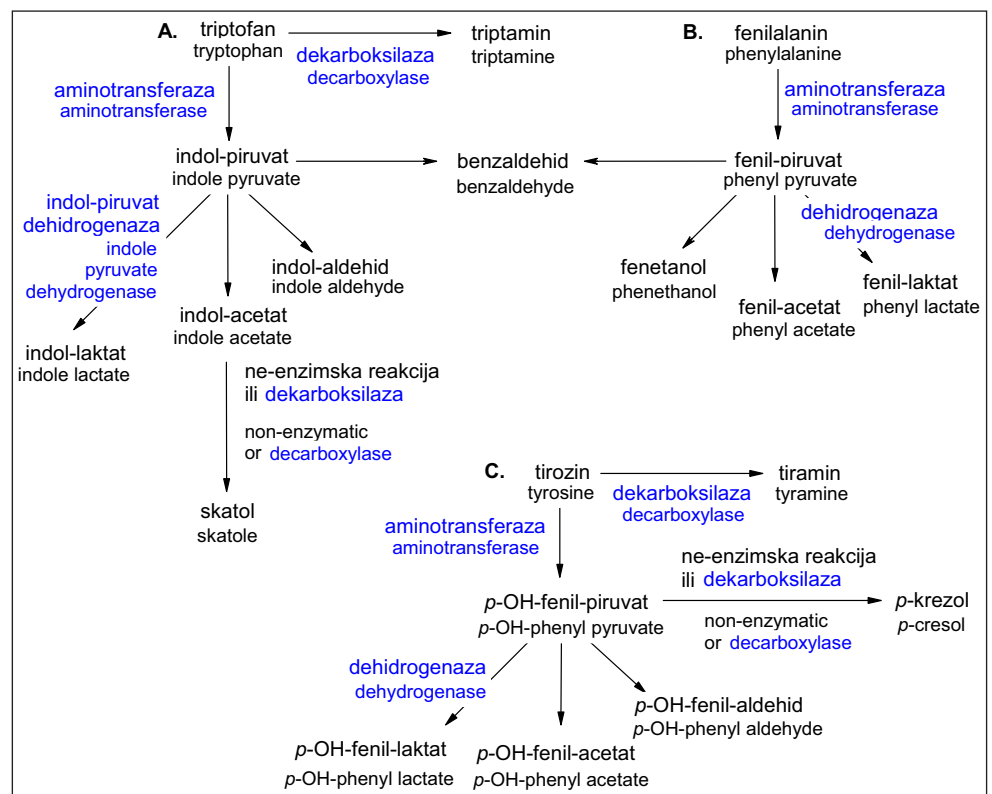 A.
triptofan
tryptophan
dekarboksilaza
decarboxylase
triptamin
triptamine
aminotransferaza
aminotransferase
indol-piruvat
indole pyruvate
benzaldehid
benzaldehyde
indol-piruvat
dehidrogenaza
indole
pyruvate
dehydrogenase
indol-aldehid
indole aldehyde
indol-acetat
indole acetate
indol-laktat
indole lactate
ne-enzimska reakcija
ili dekarboksilaza
non-enzymatic
or decarboxylase
skatol
skatole
B.
fenilalanin
phenylalanine
aminotransferaza
aminotransferase
fenil-piruvat
phenyl pyruvate
dehidrogenaza
dehydrogenase
fenetanol
phenethanol
fenil-acetat
phenyl acetate
fenil-laktat
phenyl lactate
C.
tirozin
tyrosine
dekarboksilaza
decarboxylase
tiramin
tyramine
aminotransferaza
aminotransferase
p-OH-fenil-piruvat
p-OH-phenyl pyruvate
ne-enzimska reakcija
ili dekarboksilaza
non-enzymatic
or decarboxylase
p-krezol
p-cresol
dehidrogenaza
dehydrogenase
p-OH-fenil-aldehid
p-OH-phenyl aldehyde
p-OH-fenil-laktat
p-OH-phenyl lactate
p-OH-fenil-acetat
p-OH-phenyl acetate